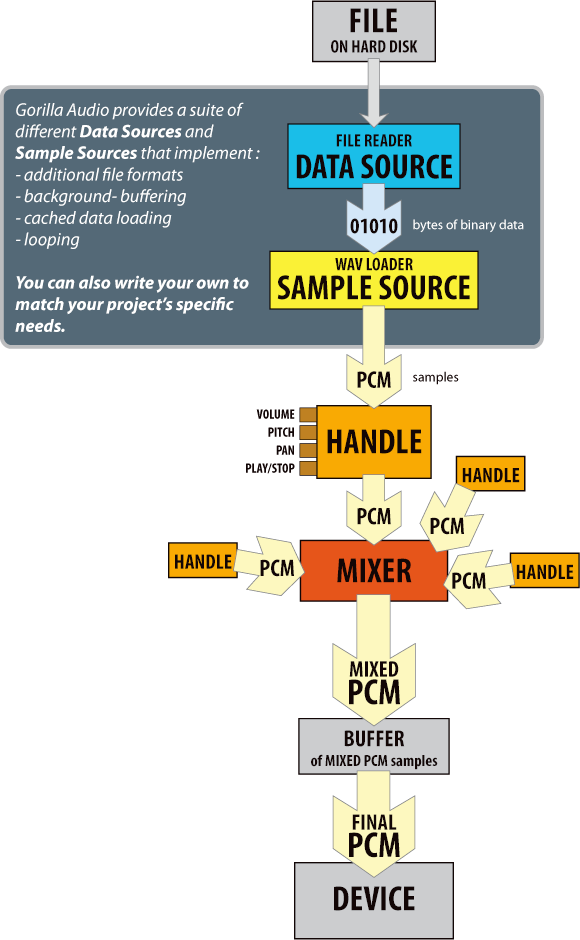 FILE
ON HARD DISK
Gorilla Audio provides a suite of
different Data Sources and
Sample Sources that implement :
- additional file formats
- background- buffering
- cached data loading
- looping
You can also write your own to
match your project's specific
needs.
FILE READER
DATA SOURCE
01010
bytes of binary data
WAV LOADER
SAMPLE SOURCE
PCM
samples
VOLUME
PITCH
PAN
PLAY/STOP
HANDLE
PCM
HANDLE
PCM
HANDLE
PCM
MIXER
PCM
HANDLE
MIXED
PCM
BUFFER
of MIXED PCM samples
FINAL
PCM
DEVICE